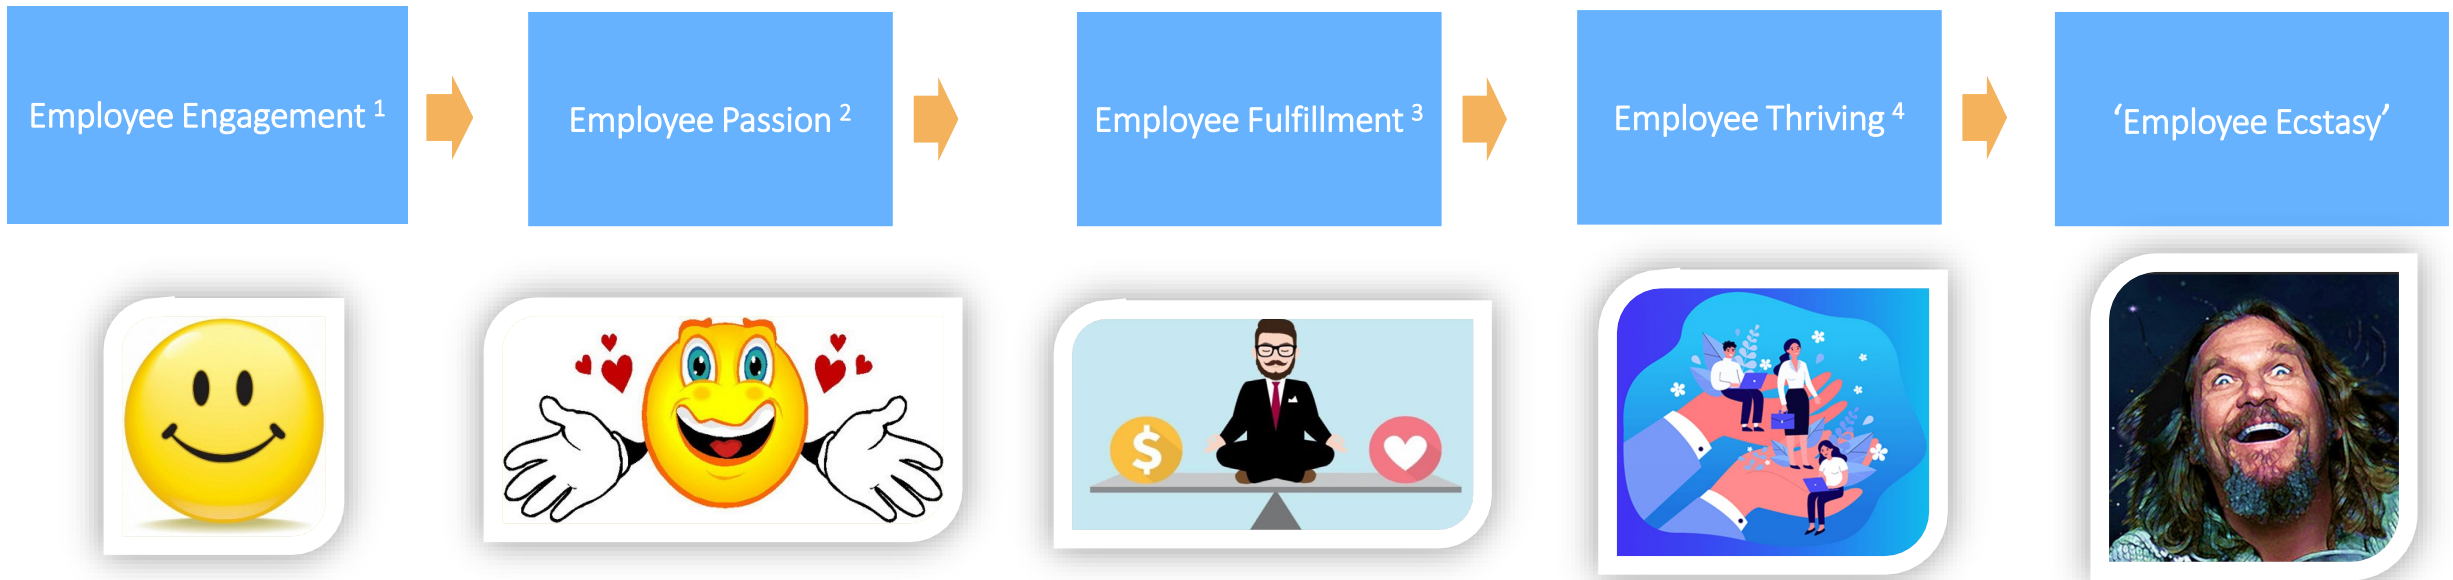 Employee Engagement ¹
Employee Passion ²
Employee Fulfillment ³
Employee Thriving ⁴
‘Employee Ecstasy’
$